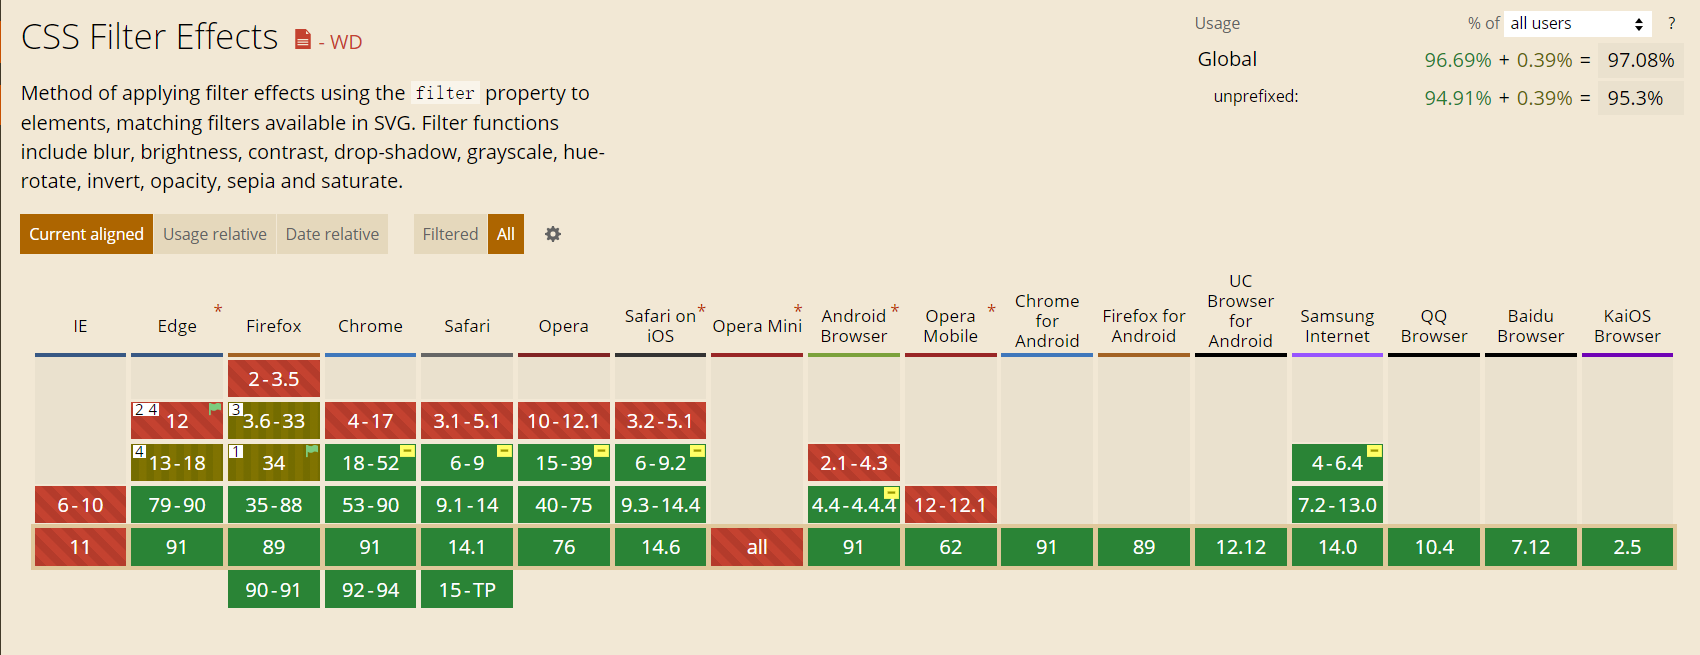 CSS Filter Effects - WD
Usage % of all users ?
Global 96.69% + 0.39% = 97.08%
unprefixed: 94.91% + 0.39% = 95.3%
Method of applying filter effects using the filter property to
elements, matching filters available in SVG. Filter functions
include blur, brightness, contrast, drop-shadow, grayscale, hue-
rotate, invert, opacity, sepia and saturate.
Current aligned Usage relative Date relative Filtered All
IE
Edge *
Firefox
Chrome
Safari
Opera
Safari on *
iOS
Opera Mini *
Android *
Browser
Opera *
Mobile
Chrome
for
Android
Firefox for
Android
UC
Browser
for
Android
Samsung
Internet
QQ
Browser
Baidu
Browser
KaiOS
Browser
2-3.5
2 4 12 3 3.6-33 4-17 3.1-5.1 10-12.1 3.2-5.1
4 13-18 1 34 18-52 - 6-9 - 15-39 - 6-9.2 - 2.1-4.3 4-6.4 -
6-10 79-90 35-88 53-90 9.1-14 40-75 9.3-14.4 4.4-4.4.4 - 12-12.1 7.2-13.0
11 91 89 91 14.1 76 14.6 all 91 62 91 89 12.12 14.0 10.4 7.12 2.5
90-91 92-94 15-TP